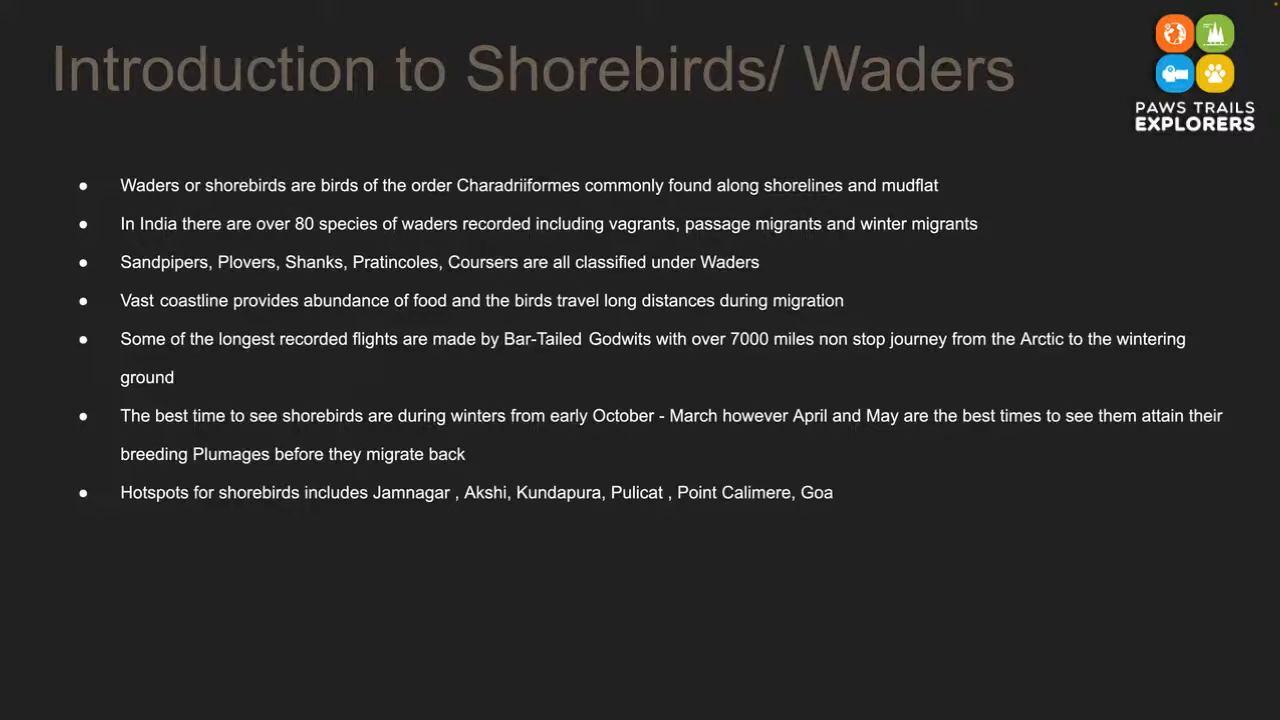 Introduction to Shorebirds/ Waders
PAWS TRAILS
EXPLORERS
● Waders or shorebirds are birds of the order Charadriiformes commonly found along shorelines and mudflat
● In India there are over 80 species of waders recorded including vagrants, passage migrants and winter migrants
● Sandpipers, Plovers, Shanks, Pratincoles, Coursers are all classified under Waders
● Vast coastline provides abundance of food and the birds travel long distances during migration
● Some of the longest recorded flights are made by Bar-Tailed Godwits with over 7000 miles non stop journey from the Arctic to the wintering
ground
● The best time to see shorebirds are during winters from early October - March however April and May are the best times to see them attain their
breeding Plumages before they migrate back
● Hotspots for shorebirds includes Jamnagar , Akshi, Kundapura, Pulicat , Point Calimere, Goa